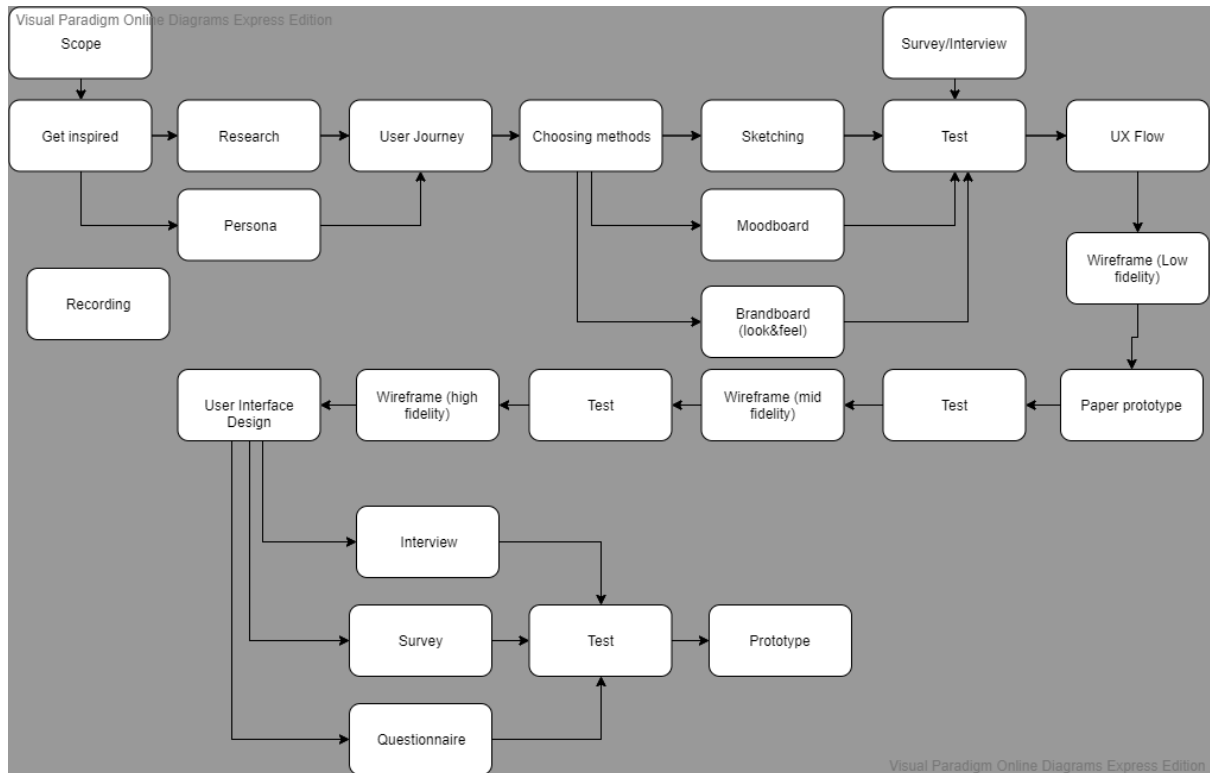 Visual Paradigm Online Diagrams Express Edition
Scope
Survey/Interview
Get inspired
Research
User Journey
Choosing methods
Sketching
Test
UX Flow
Persona
Moodboard
Wireframe (Low
fidelity)
Recording
Brandboard
(look&feel)
User Interface
Design
Wireframe (high
fidelity)
Test
Wireframe (mid
fidelity)
Test
Paper prototype
Interview
Survey
Test
Prototype
Questionnaire
Visual Paradigm Online Diagrams Express Edition